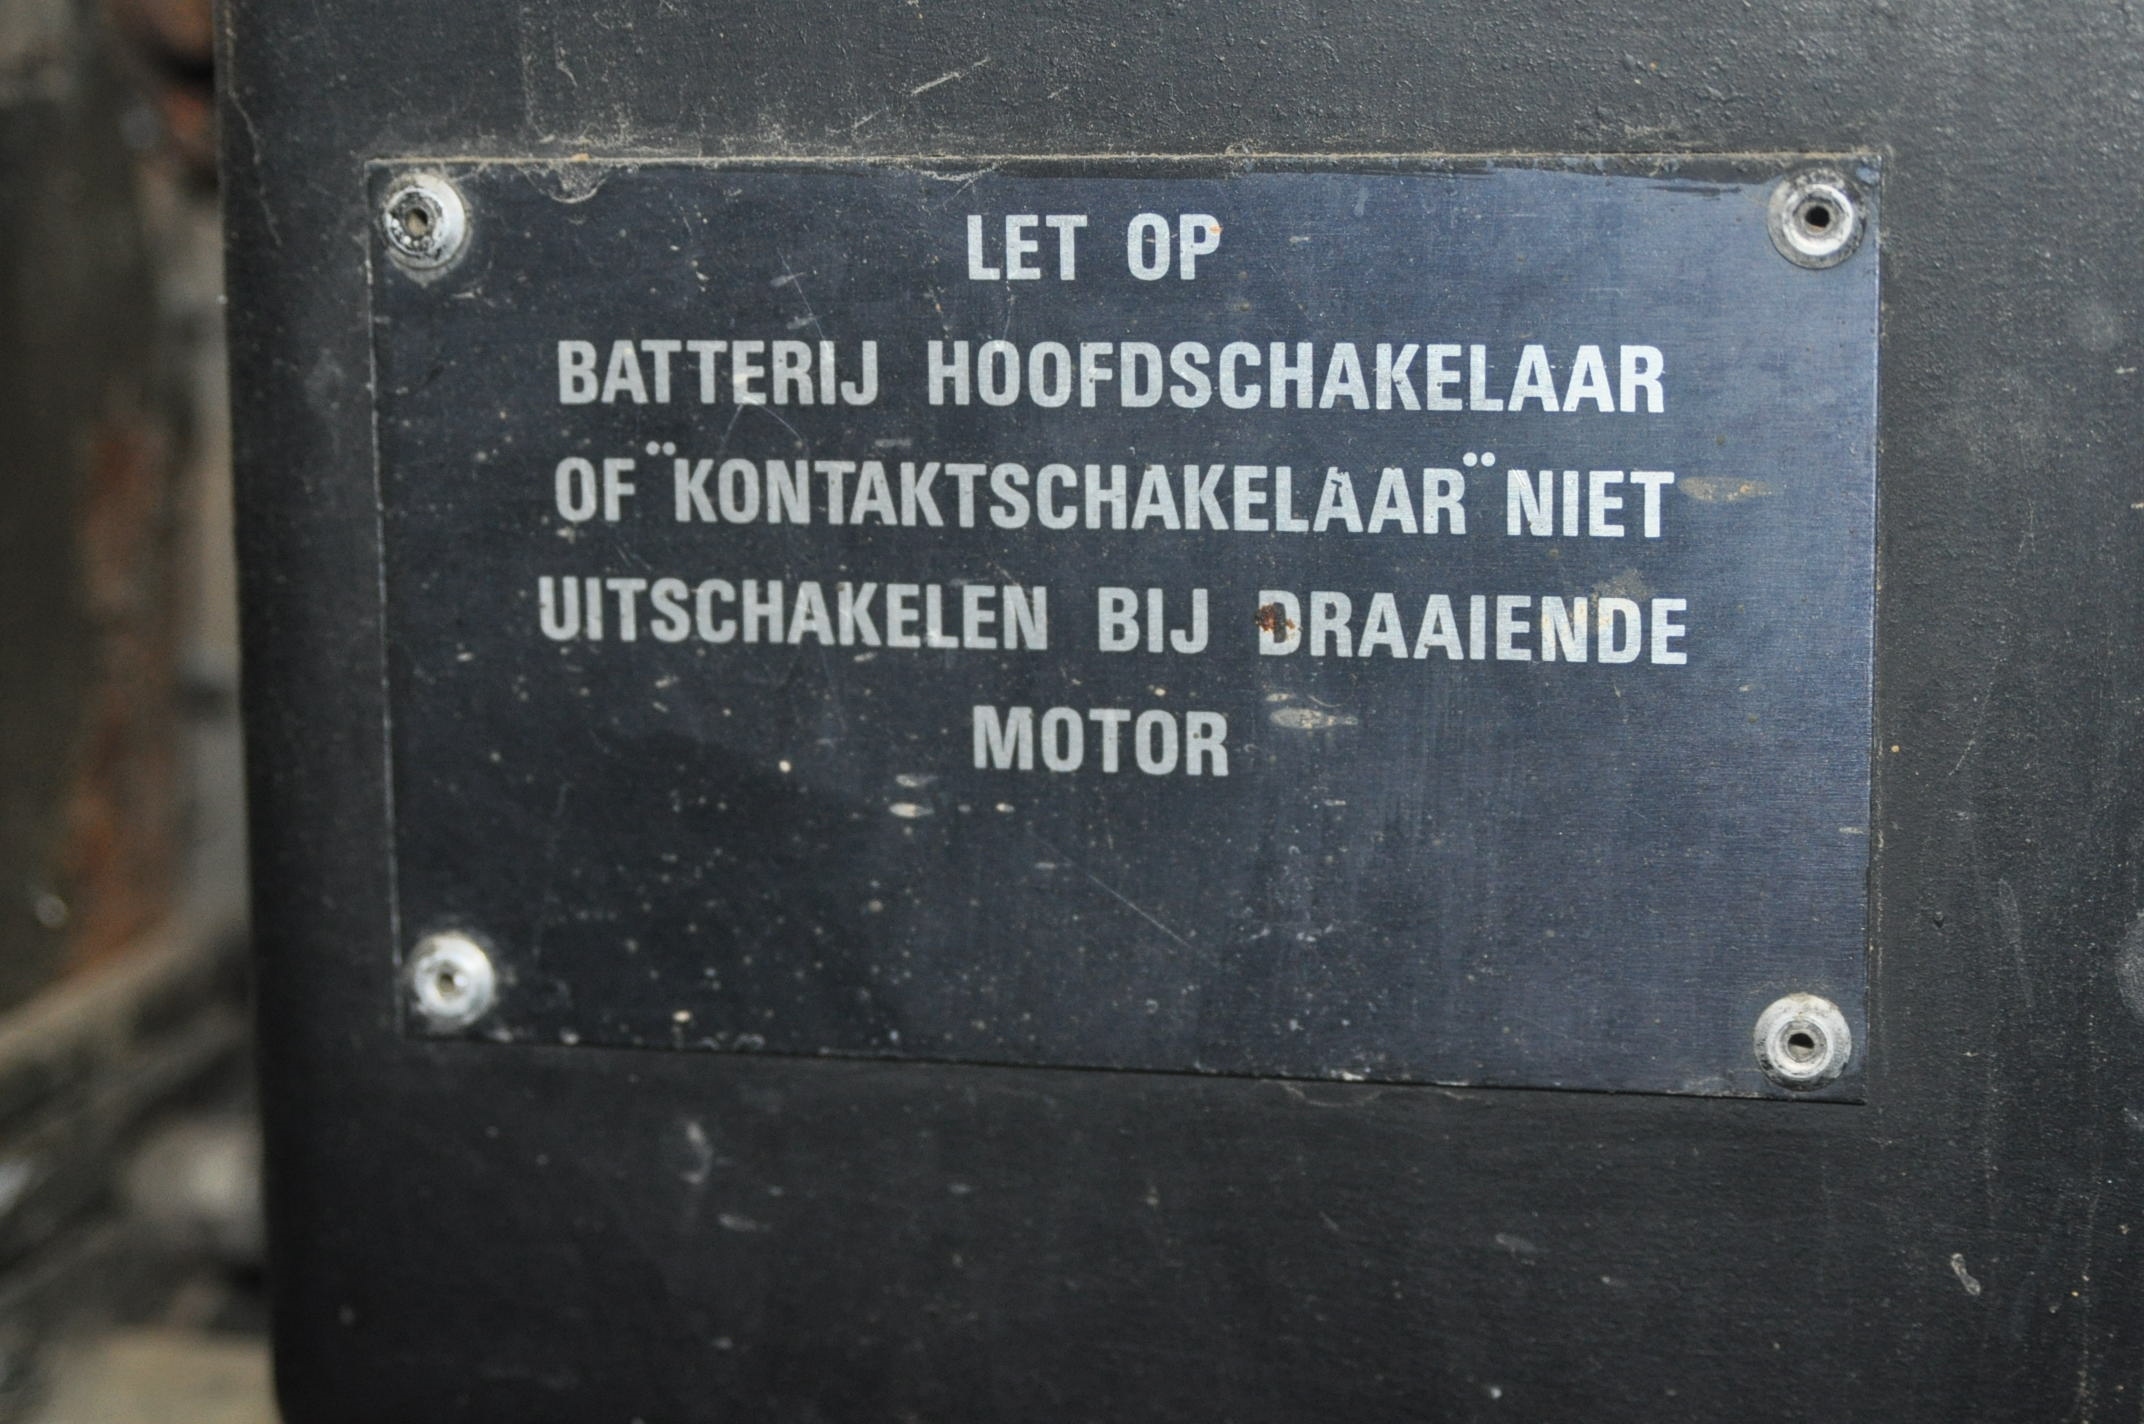 LET OP
BATTERIJ HOOFDSCHAKELAAR
OF ¨KONTAKTSCHAKELAAR¨ NIET
UITSCHAKELEN BIJ DRAAIENDE
MOTOR